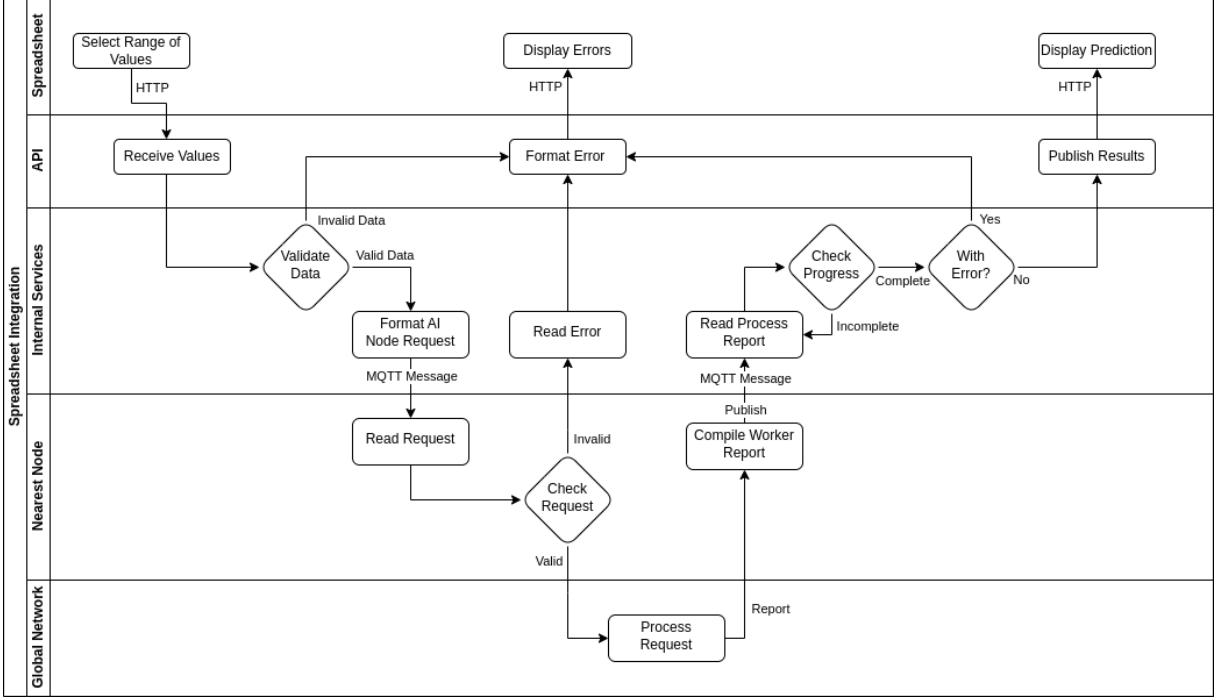 Spreadsheet Integration
Spreadsheet
Select Range of
Values
HTTP
Display Errors
HTTP
Display Prediction
HTTP
API
Receive Values
Format Error
Publish Results
Internal Services
Invalid Data
Validate
Data
Valid Data
Format AI
Node Request
MQTT Message
Read Error
Check
Progress
Complete
Incomplete
With
Error?
Yes
No
Read Process
Report
MQTT Message
Nearest Node
Read Request
Check
Request
Invalid
Valid
Publish
Compile Worker
Report
Global Network
Process
Request
Report